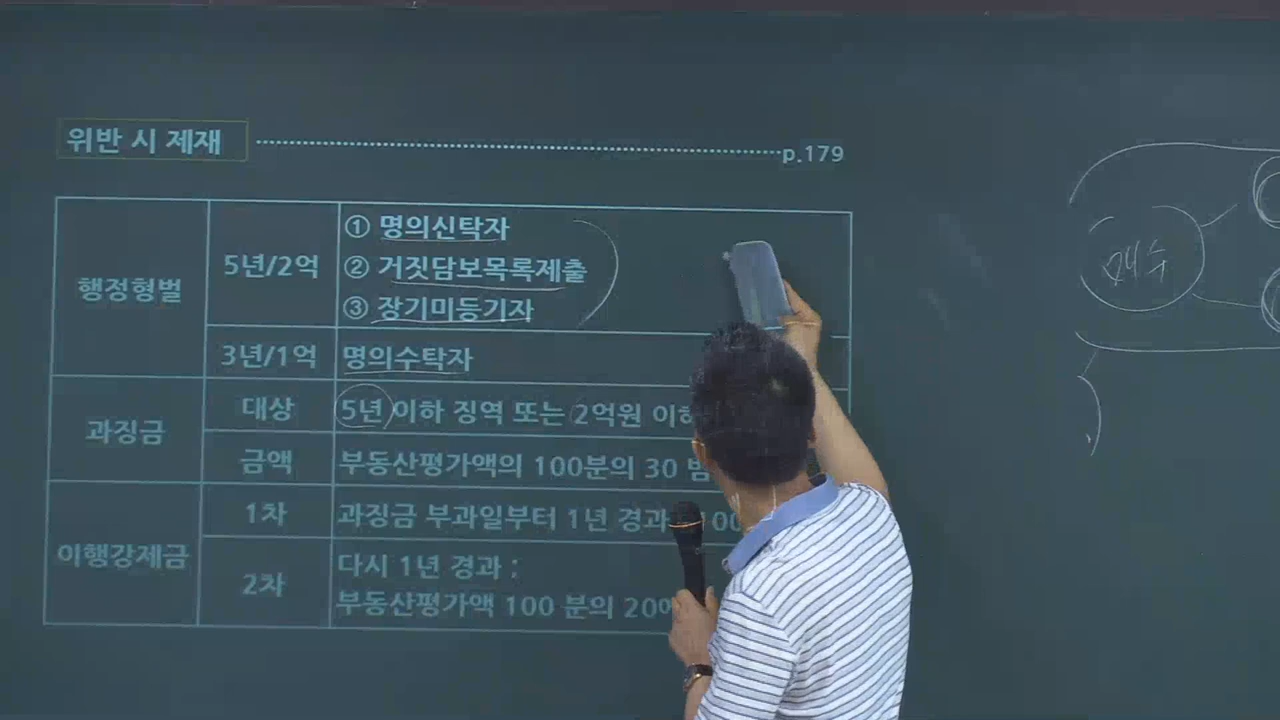 위반 시 제재 p.179
행정형벌
5년/2억
① 명의신탁자
② 거짓담보목록제출
③ 장기미등기자
3년/1억
명의수탁자
과징금
대상
5년 이하 징역 또는 2억원 이하
금액
부동산평가액의 100분의 30
이행강제금
1차
과징금 부과일부터 1년 경과
2차
다시 1년 경과 ;
부동산평가액 100 분의 20
매수